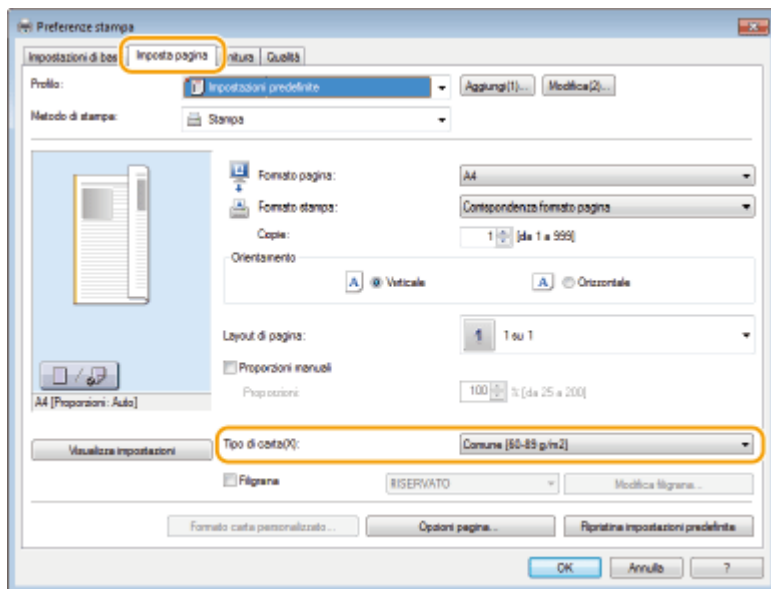 Preferenze stampa
Impostazioni di bas Imposta pagina nitura Qualità
Profilo: Impostazioni predefinite Aggiungi(1)... Modifica(2)...
Metodo di stampa: Stampa
Formato pagina: A4
Formato stampa: Corrispondenza formato pagina
Copie: 1 [da 1 a 999]
Orientamento
A Verticale A Orizzontale
Layout di pagina: 1 1 su 1
Proporzioni manuali
Proporzioni: 100 % [da 25 a 200]
A4 [Proporzioni: Auto]
Visualizza impostazioni Tipo di carta(X): Comune [60-89 g/m2]
Filigrana RISERVATO Modifica filigrana...
Formato carta personalizzato... Opzioni pagina... Ripristina impostazioni predefinite
OK Annulla ?